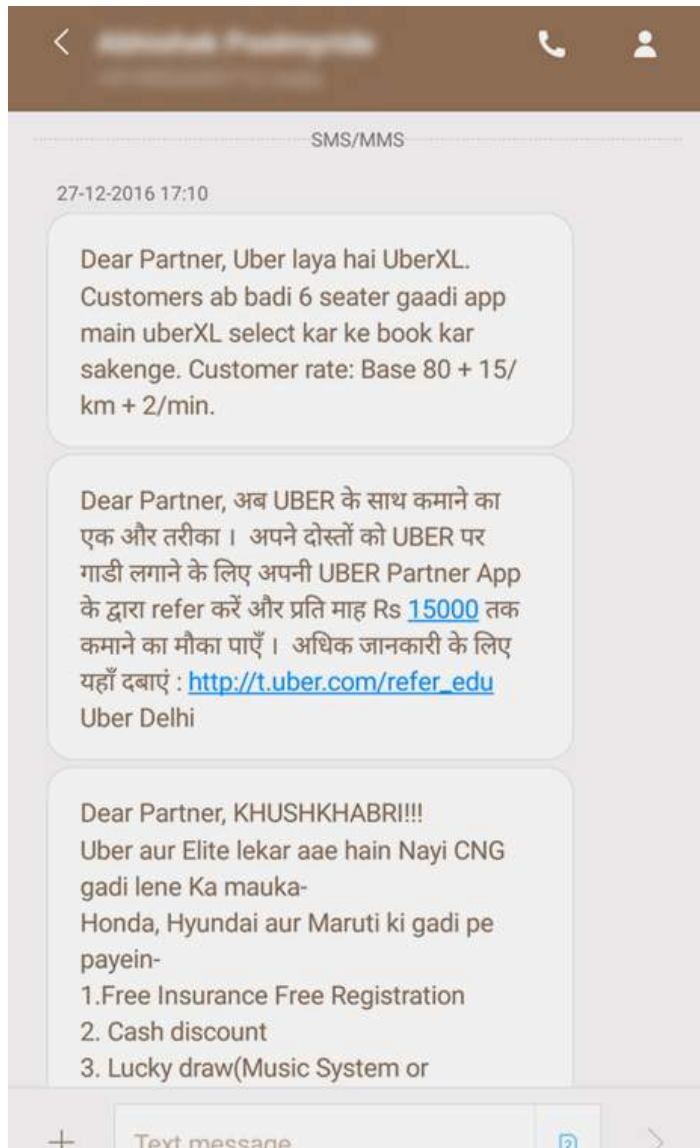 SMS/MMS
27-12-2016 17:10
Dear Partner, Uber laya hai UberXL.
Customers ab badi 6 seater gaadi app
main uberXL select kar ke book kar
sakenge. Customer rate: Base 80 + 15/
km + 2/min.
Dear Partner, अब UBER के साथ कमाने का
एक और तरीका । अपने दोस्तों को UBER पर
गाडी लगाने के लिए अपनी UBER Partner App
के द्वारा refer करें और प्रति माह Rs 15000 तक
कमाने का मौका पाएँ । अधिक जानकारी के लिए
यहाँ दबाएं : http://t.uber.com/refer_edu
Uber Delhi
Dear Partner, KHUSHKHABRI!!!
Uber aur Elite lekar aae hain Nayi CNG
gadi lene Ka mauka-
Honda, Hyundai aur Maruti ki gadi pe
payein-
1.Free Insurance Free Registration
2. Cash discount
3. Lucky draw(Music System or
Text message